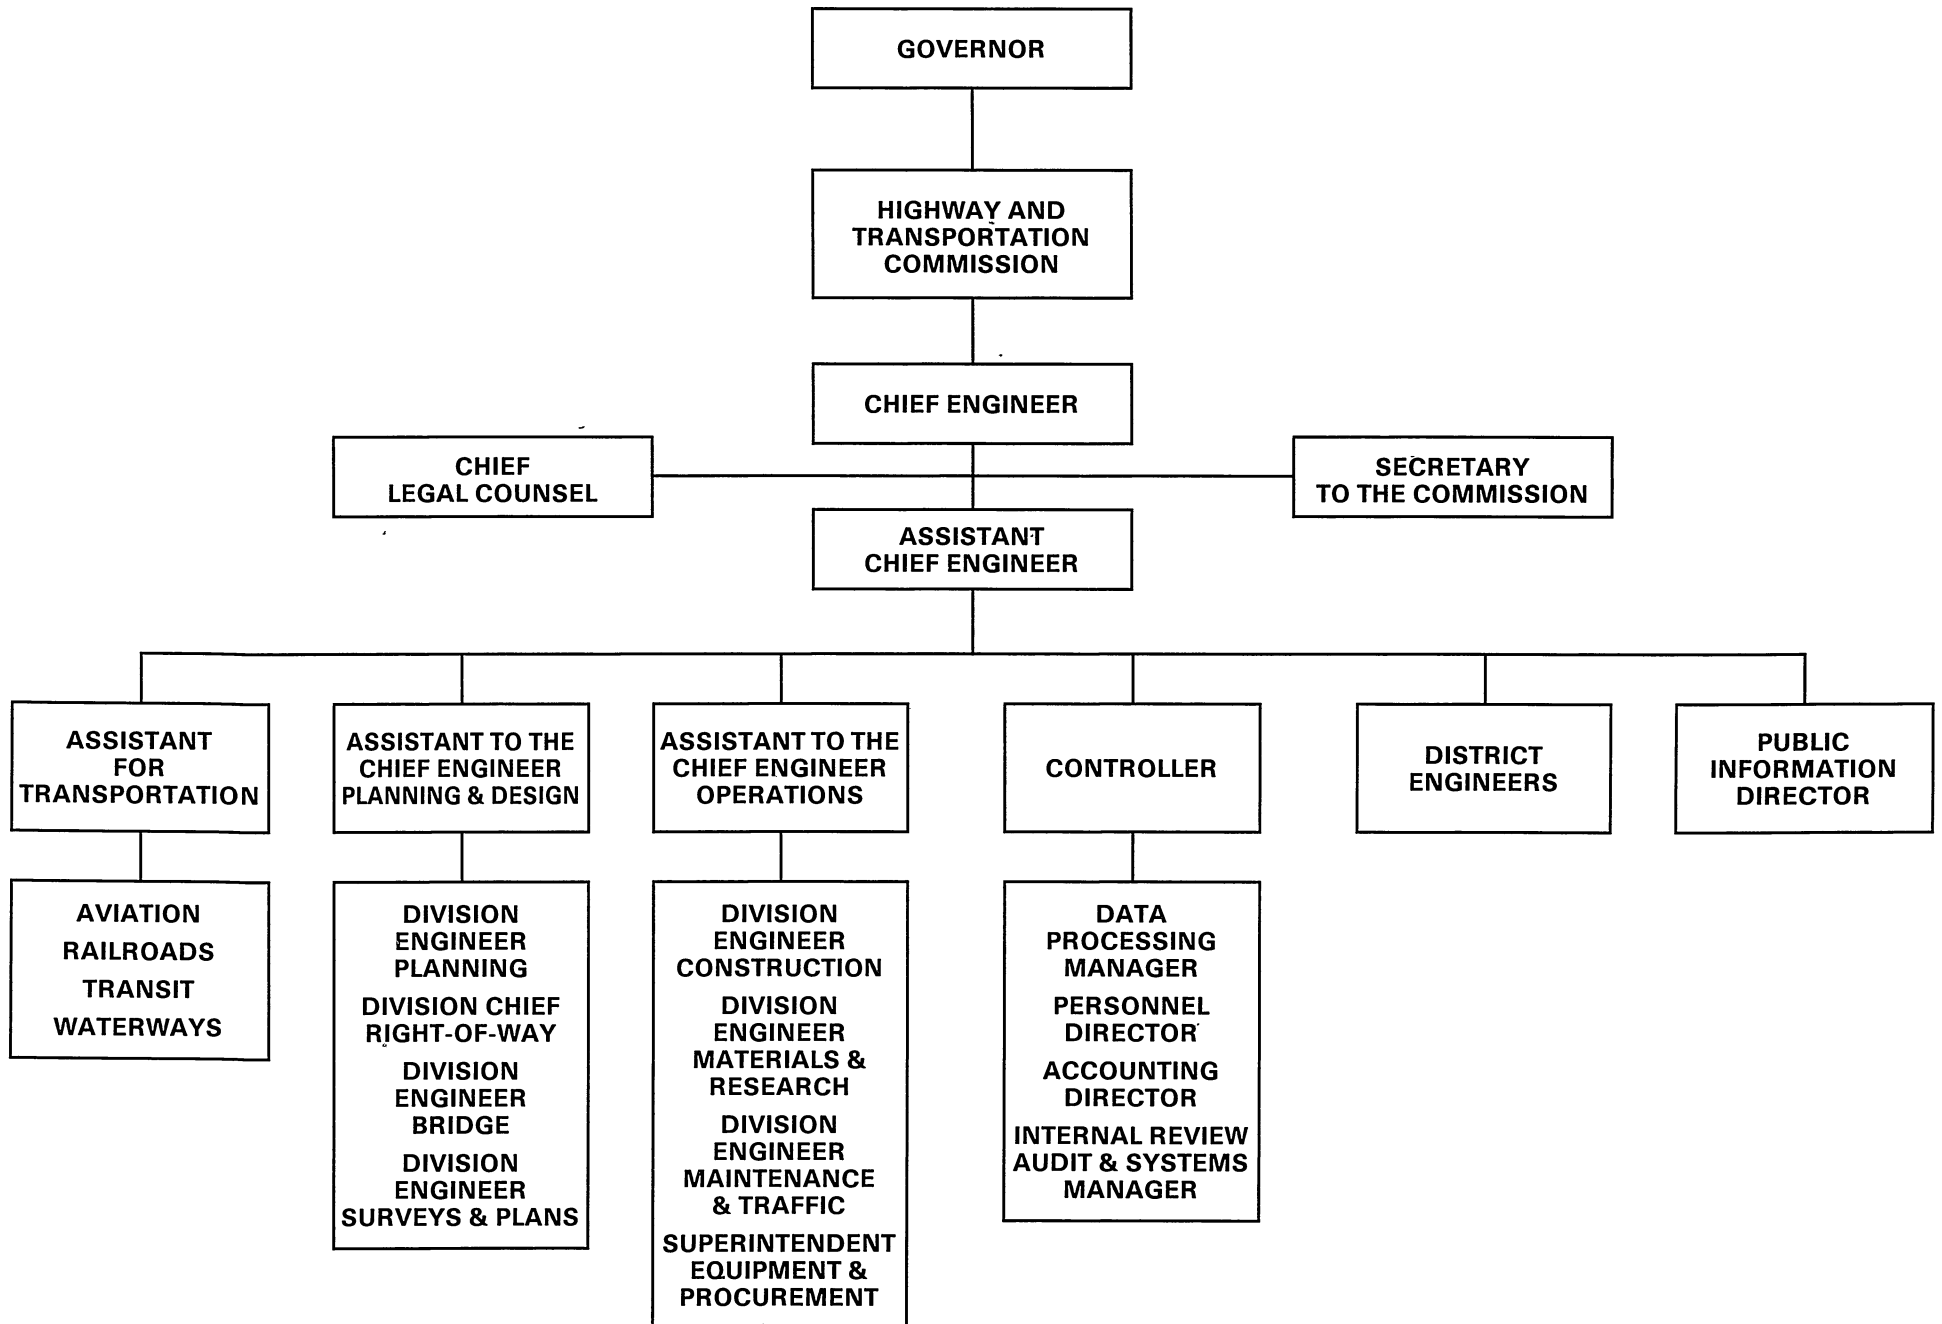 GOVERNOR
HIGHWAY AND
TRANSPORTATION
COMMISSION
CHIEF ENGINEER
CHIEF
LEGAL COUNSEL
SECRETARY
TO THE COMMISSION
ASSISTANT
CHIEF ENGINEER
ASSISTANT
FOR
TRANSPORTATION
ASSISTANT TO THE
CHIEF ENGINEER
PLANNING & DESIGN
ASSISTANT TO THE
CHIEF ENGINEER
OPERATIONS
CONTROLLER
DISTRICT
ENGINEERS
PUBLIC
INFORMATION
DIRECTOR
AVIATION
RAILROADS
TRANSIT
WATERWAYS
DIVISION
ENGINEER
PLANNING
DIVISION CHIEF
RIGHT-OF-WAY
DIVISION
ENGINEER
BRIDGE
DIVISION
ENGINEER
SURVEYS & PLANS
DIVISION
ENGINEER
CONSTRUCTION
DIVISION
ENGINEER
MATERIALS &
RESEARCH
DIVISION
ENGINEER
MAINTENANCE
& TRAFFIC
SUPERINTENDENT
EQUIPMENT &
PROCUREMENT
DATA
PROCESSING
MANAGER
PERSONNEL
DIRECTOR
ACCOUNTING
DIRECTOR
INTERNAL REVIEW
AUDIT & SYSTEMS
MANAGER